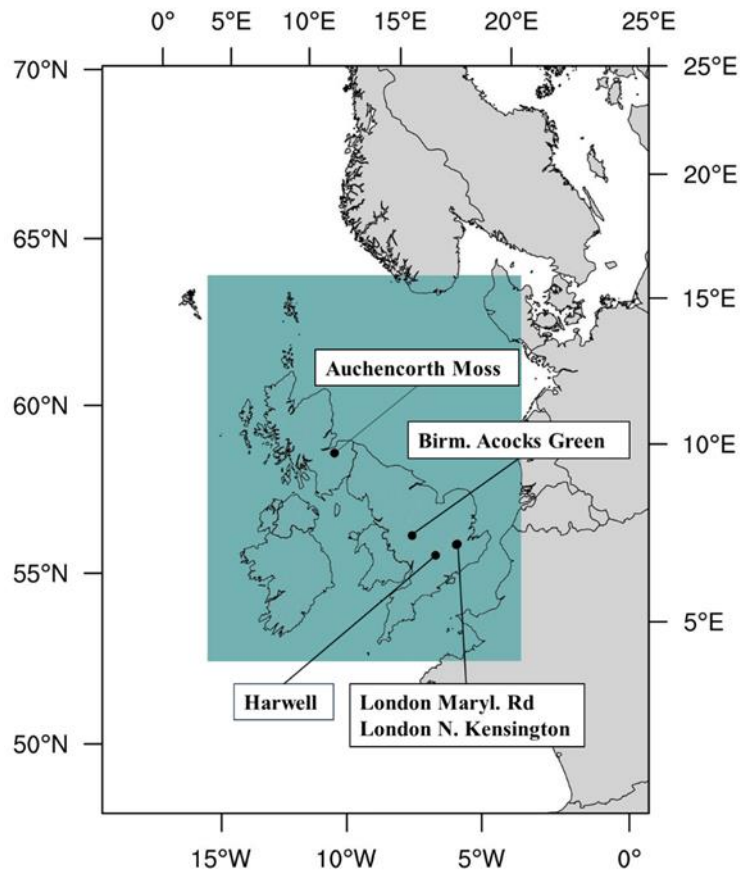 0° 5°E 10°E 15°E 20°E 25°E
70°N 25°E
20°E
65°N
15°E
Auchencorth Moss
60°N
Birm. Acocks Green
10°E
55°N
5°E
Harwell
London Maryl. Rd
London N. Kensington
50°N
15°W 10°W 5°W 0°